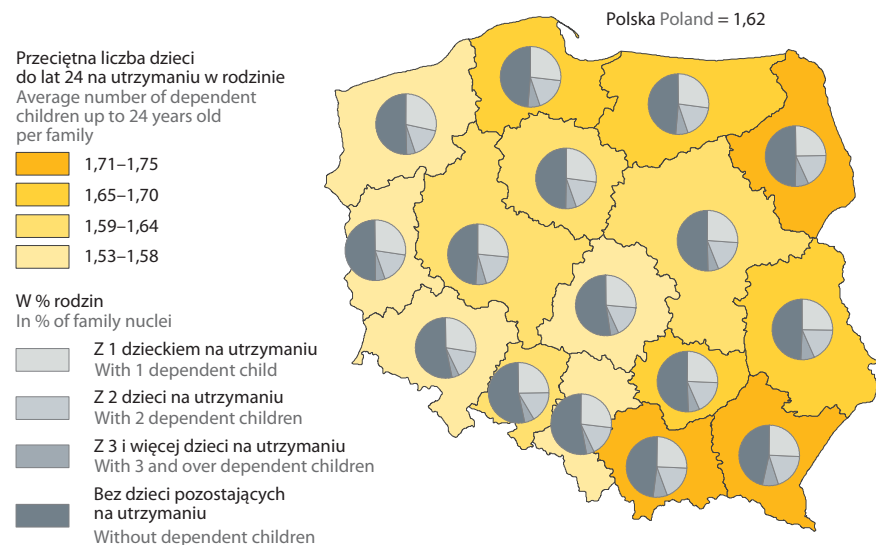 Polska Poland = 1,62
Przeciętna liczba dzieci
do lat 24 na utrzymaniu w rodzinie
Average number of dependent
children up to 24 years old
per family
1,71–1,75
1,65–1,70
1,59–1,64
1,53–1,58
W % rodzin
In % of family nuclei
Z 1 dzieckiem na utrzymaniu
With 1 dependent child
Z 2 dzieci na utrzymaniu
With 2 dependent children
Z 3 i więcej dzieci na utrzymaniu
With 3 and over dependent children
Bez dzieci pozostających
na utrzymaniu
Without dependent children